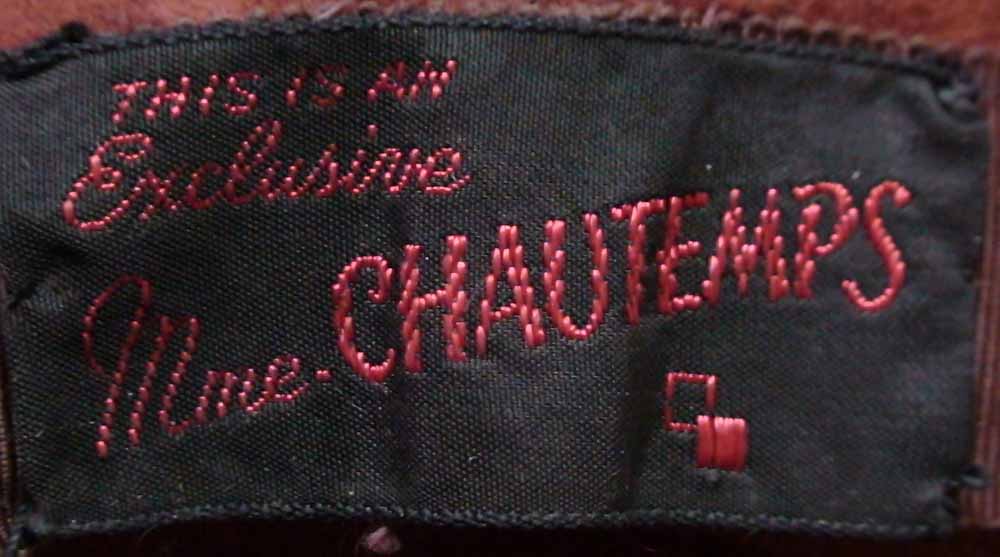 THIS IS AN
Exclusive
Mme-CHAUTEMPS